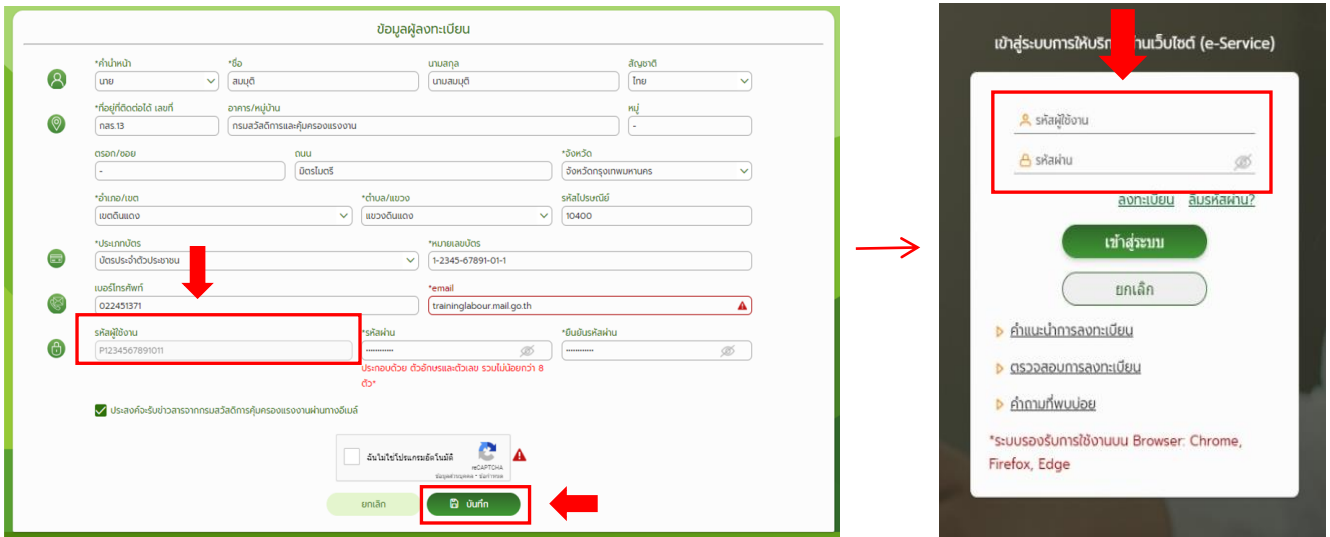 ข้อมูลผู้ลงทะเบียน
*คำนำหน้า *ชื่อ นามสกุล สัญชาติ
นาย สมมุติ นามสมมุติ ไทย
*ที่อยู่ที่ติดต่อได้ เลขที่ อาคาร/หมู่บ้าน หมู่
กสร.13 กรมสวัสดิการและคุ้มครองแรงงาน -
ตรอก/ซอย ถนน *จังหวัด
- มิตรไมตรี จังหวัดกรุงเทพมหานคร
*อำเภอ/เขต *ตำบล/แขวง รหัสไปรษณีย์
เขตดินแดง แขวงดินแดง 10400
*ประเภทบัตร *หมายเลขบัตร
บัตรประจำตัวประชาชน 1-2345-67891-01-1
เบอร์โทรศัพท์ *email
022451371 traininglabour.mail.go.th
รหัสผู้ใช้งาน *รหัสผ่าน *ยืนยันรหัสผ่าน
P1234567891011
ประกอบด้วย ตัวอักษรและตัวเลข รวมไม่น้อยกว่า 8
ตัว*
ประสงค์จะรับข่าวสารจากกรมสวัสดิการคุ้มครองแรงงานผ่านทางอีเมล์
ฉันไม่ใช่โปรแกรมอัตโนมัติ
reCAPTCHA
ยกเลิก บันทึก
เข้าสู่ระบบการให้บริก านเว็บไซต์ (e-Service)
รหัสผู้ใช้งาน
รหัสผ่าน
ลงทะเบียน ลืมรหัสผ่าน?
เข้าสู่ระบบ
ยกเลิก
คำแนะนำการลงทะเบียน
ตรวจสอบการลงทะเบียน
คำถามที่พบบ่อย
*ระบบรองรับการใช้งานบน Browser: Chrome,
Firefox, Edge